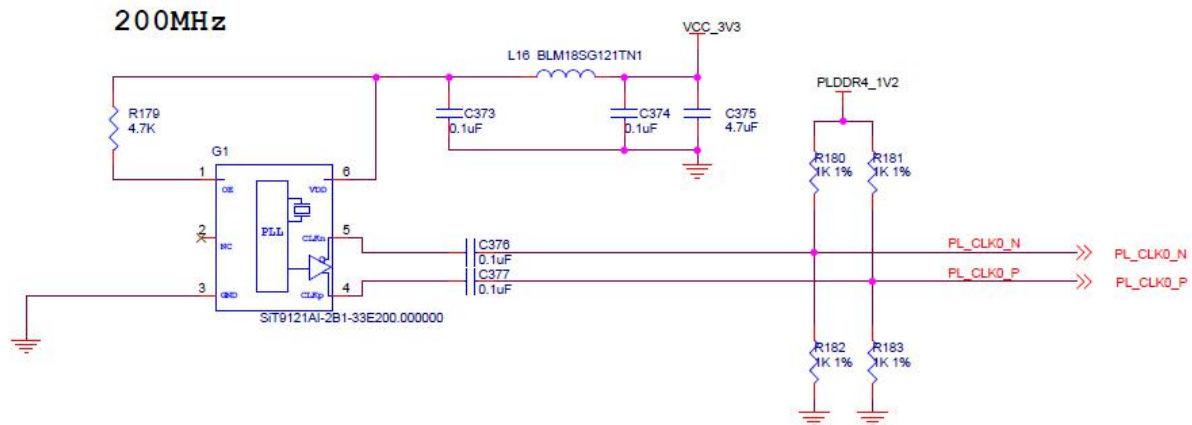 200MHz
VCC_3V3
L16 BLM18SG121TN1
PLDDR4_1V2
R179
4.7K
C373
0.1uF
C374
0.1uF
C375
4.7uF
G1
R180
1K 1%
R181
1K 1%
1
OE
VDD
6
PLL
2
NC
CLKn
5
C376
0.1uF
PL_CLK0_N
PL_CLK0_N
C377
0.1uF
PL_CLK0_P
PL_CLK0_P
3
GND
CLKp
4
SiT9121AI-2B1-33E200.000000
R182
1K 1%
R183
1K 1%